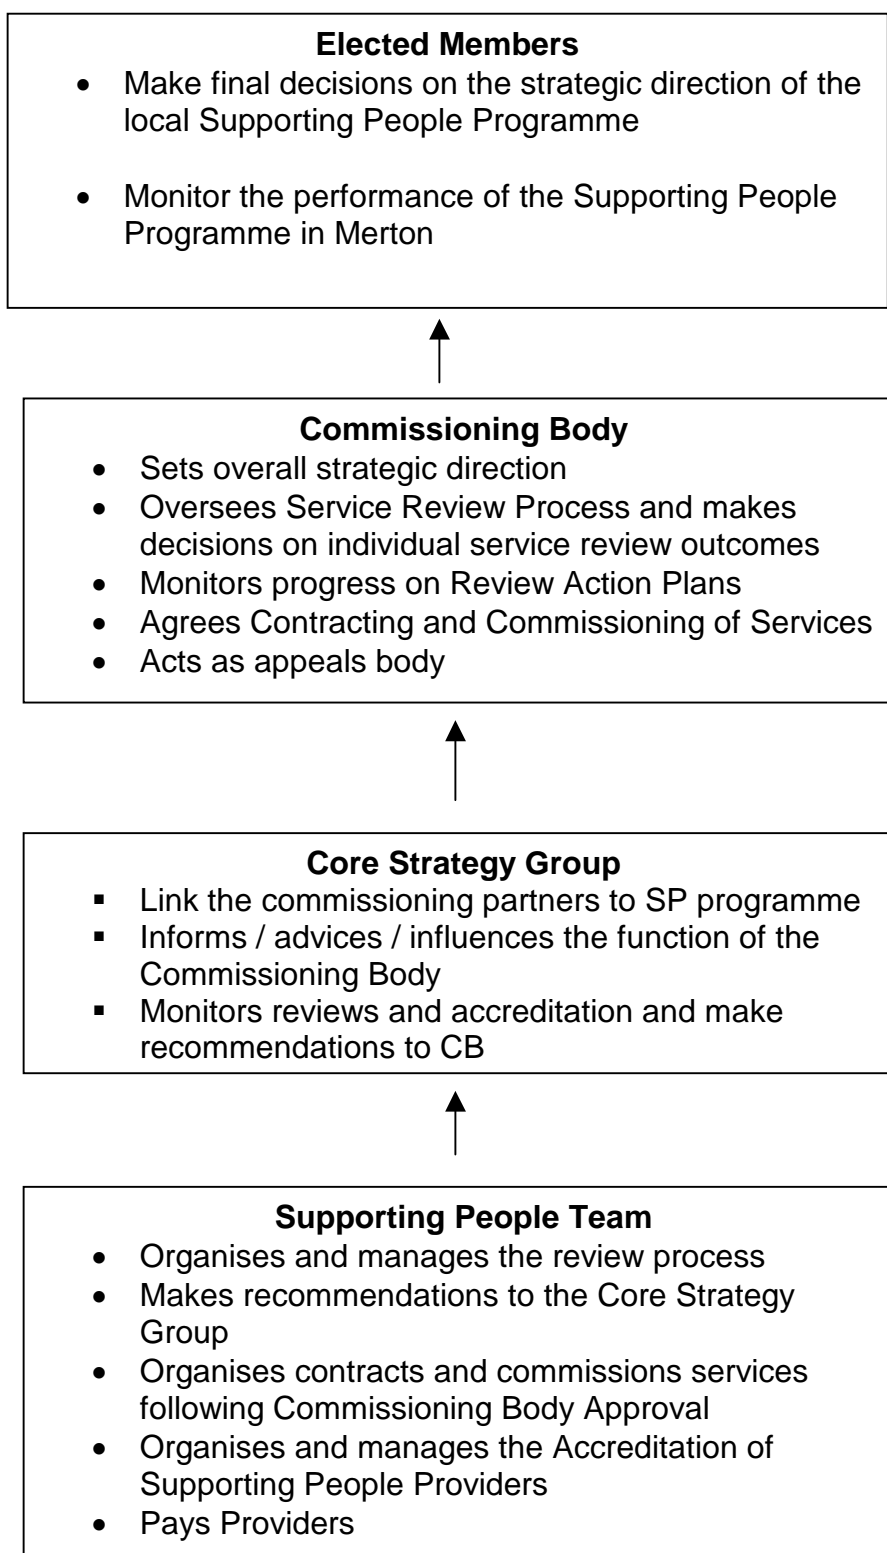 Elected Members
• Make final decisions on the strategic direction of the
local Supporting People Programme
• Monitor the performance of the Supporting People
Programme in Merton
Commissioning Body
• Sets overall strategic direction
• Oversees Service Review Process and makes
decisions on individual service review outcomes
• Monitors progress on Review Action Plans
• Agrees Contracting and Commissioning of Services
• Acts as appeals body
Core Strategy Group
▪ Link the commissioning partners to SP programme
▪ Informs / advices / influences the function of the
Commissioning Body
▪ Monitors reviews and accreditation and make
recommendations to CB
Supporting People Team
• Organises and manages the review process
• Makes recommendations to the Core Strategy
Group
• Organises contracts and commissions services
following Commissioning Body Approval
• Organises and manages the Accreditation of
Supporting People Providers
• Pays Providers